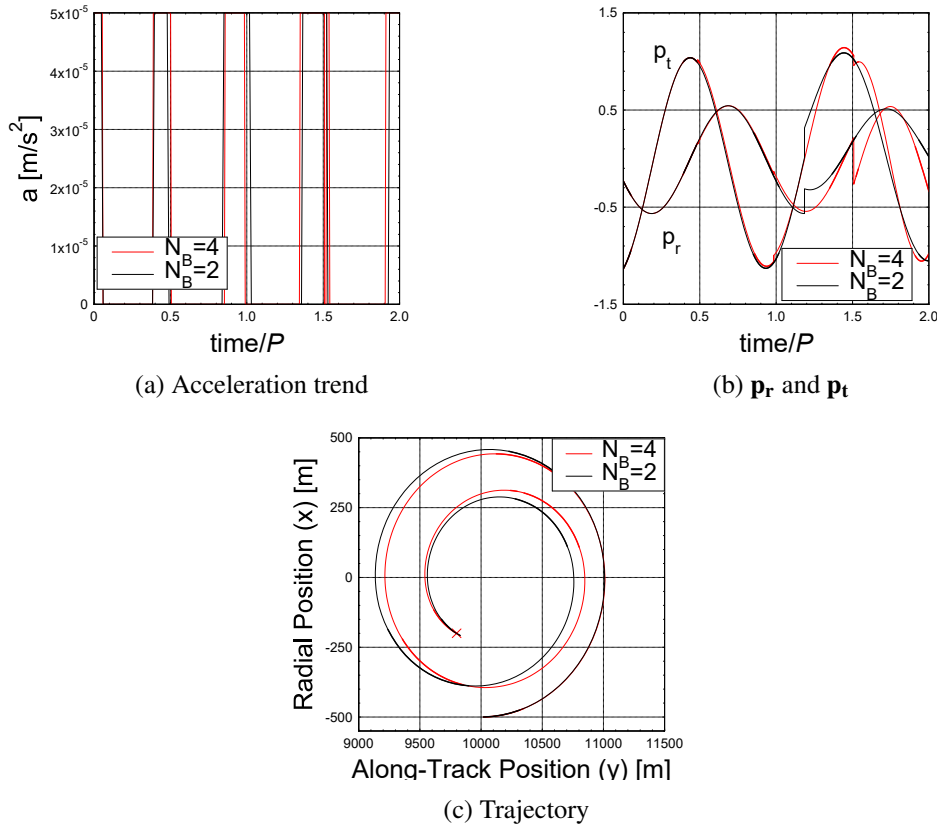 5x10⁻⁵
4x10⁻⁵
3x10⁻⁵
2x10⁻⁵
1x10⁻⁵
0
a [m/s²]
N_B=4
N_B=2
0 0.5 1.0 1.5 2.0
time/P
(a) Acceleration trend
1.5
0.5
-0.5
-1.5
p_t
p_r
N_B=4
N_B=2
0 0.5 1.0 1.5 2.0
time/P
(b) p_r and p_t
500
250
0
-250
-500
Radial Position (x) [m]
N_B=4
N_B=2
9000 9500 10000 10500 11000 11500
Along-Track Position (y) [m]
(c) Trajectory